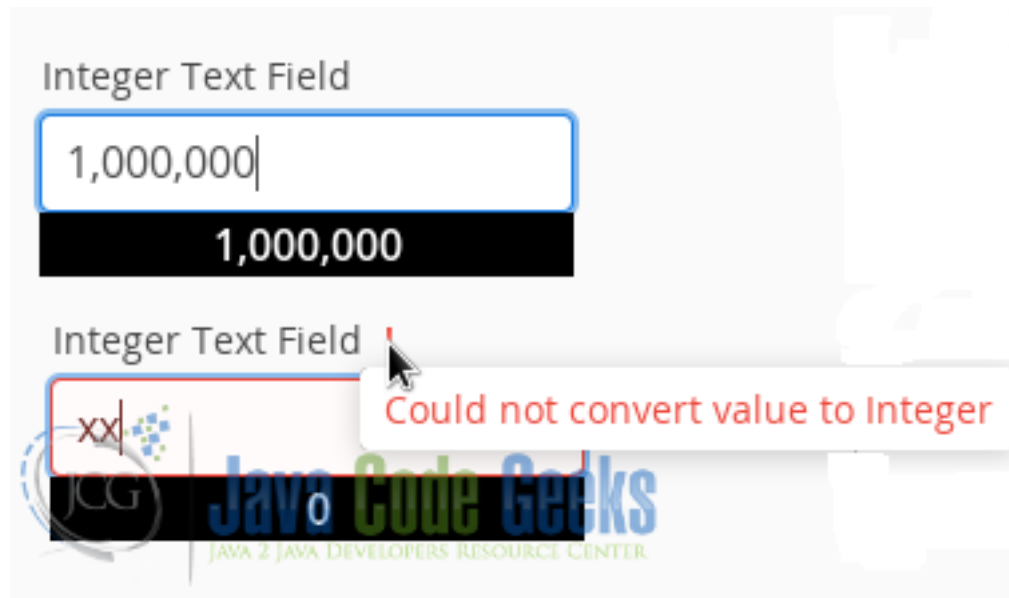 Integer Text Field
1,000,000
1,000,000
Integer Text Field !
Could not convert value to Integer
xx
JCG
Java Code Geeks
0
JAVA 2 JAVA DEVELOPERS RESOURCE CENTER